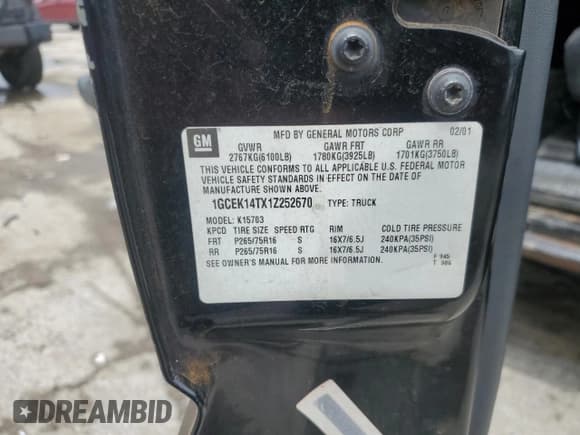 GM
MFD BY GENERAL MOTORS CORP 02/01
GVWR GAWR FRT GAWR RR
2767KG(6100LB) 1780KG(3925LB) 1701KG(3750LB)
THIS VEHICLE CONFORMS TO ALL APPLICABLE U.S. FEDERAL MOTOR
VEHICLE SAFETY STANDARDS IN EFFECT ON THE DATE OF
MANUFACTURE SHOWN ABOVE.
1GCEK14TX1Z252670 TYPE: TRUCK
MODEL: K15703
KPCD TIRE SIZE SPEED RTG RIM COLD TIRE PRESSURE
FRT P265/75R16 S 16X7/6.5J 240KPA(35PSI)
RR P265/75R16 S 16X7/6.5J 240KPA(35PSI)
SEE OWNER'S MANUAL FOR MORE INFORMATION.
DREAMBID